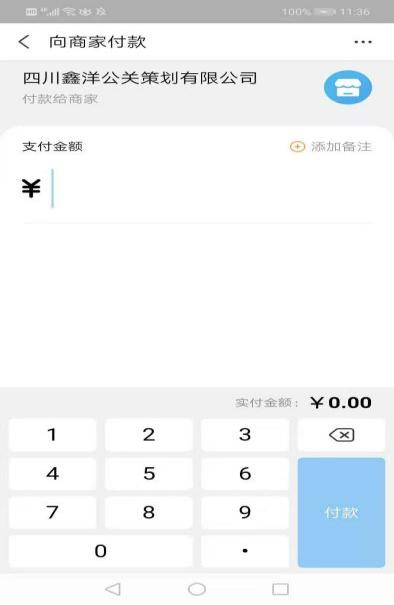 100% 11:36
向商家付款
四川鑫洋公关策划有限公司
付款给商家
支付金额 添加备注
¥
实付金额： ¥0.00
1 2 3
4 5 6
7 8 9 付款
0 .